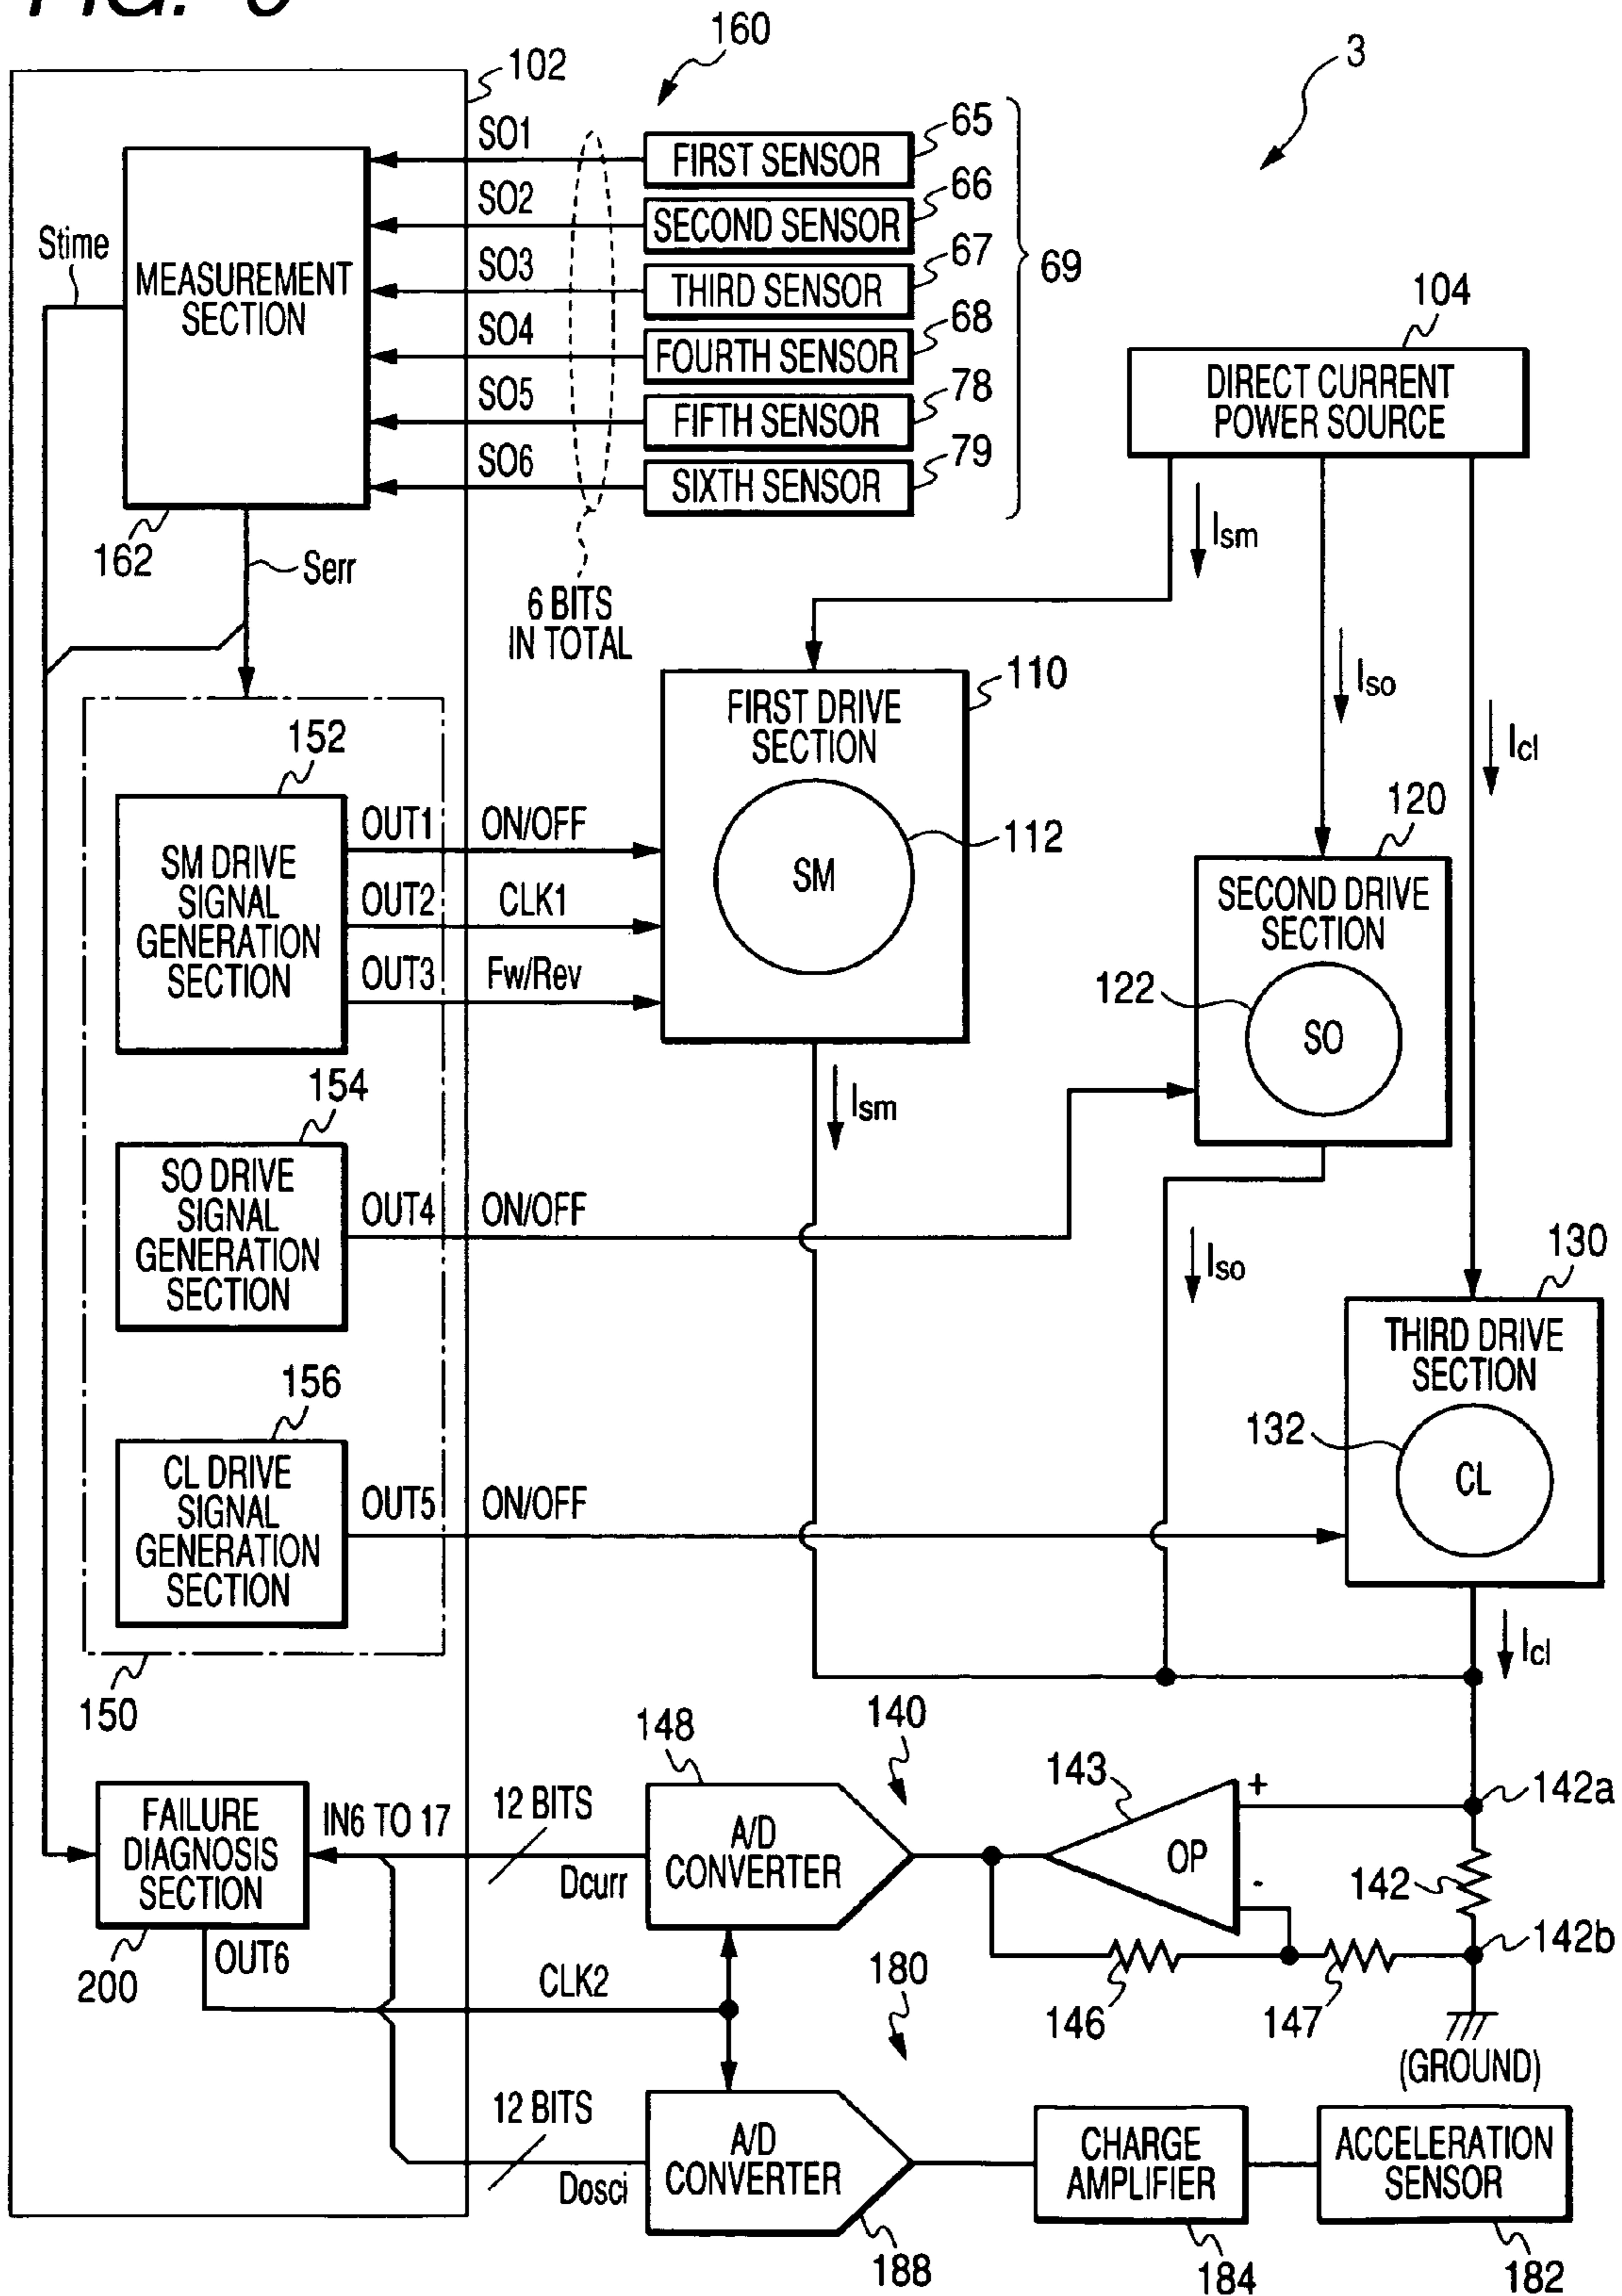 FIG.
160
3
102
SO1
FIRST SENSOR
65
SO2
SECOND SENSOR
66
SO3
THIRD SENSOR
67
SO4
FOURTH SENSOR
68
SO5
FIFTH SENSOR
78
SO6
SIXTH SENSOR
79
69
Stime
MEASUREMENT
SECTION
162
Serr
6 BITS
IN TOTAL
104
DIRECT CURRENT
POWER SOURCE
Ism
Iso
Icl
110
FIRST DRIVE
SECTION
SM
112
152
SM DRIVE
SIGNAL
GENERATION
SECTION
OUT1
ON/OFF
OUT2
CLK1
OUT3
Fw/Rev
120
SECOND DRIVE
SECTION
122
SO
Ism
154
SO DRIVE
SIGNAL
GENERATION
SECTION
OUT4
ON/OFF
Iso
130
THIRD DRIVE
SECTION
132
CL
156
CL DRIVE
SIGNAL
GENERATION
SECTION
OUT5
ON/OFF
Icl
150
148
140
143
+
142a
FAILURE
DIAGNOSIS
SECTION
IN6 TO 17
12 BITS
Dcurr
A/D
CONVERTER
OP
-
142
142b
200
OUT6
CLK2
180
146
147
(GROUND)
12 BITS
Dosci
A/D
CONVERTER
188
CHARGE
AMPLIFIER
184
ACCELERATION
SENSOR
182